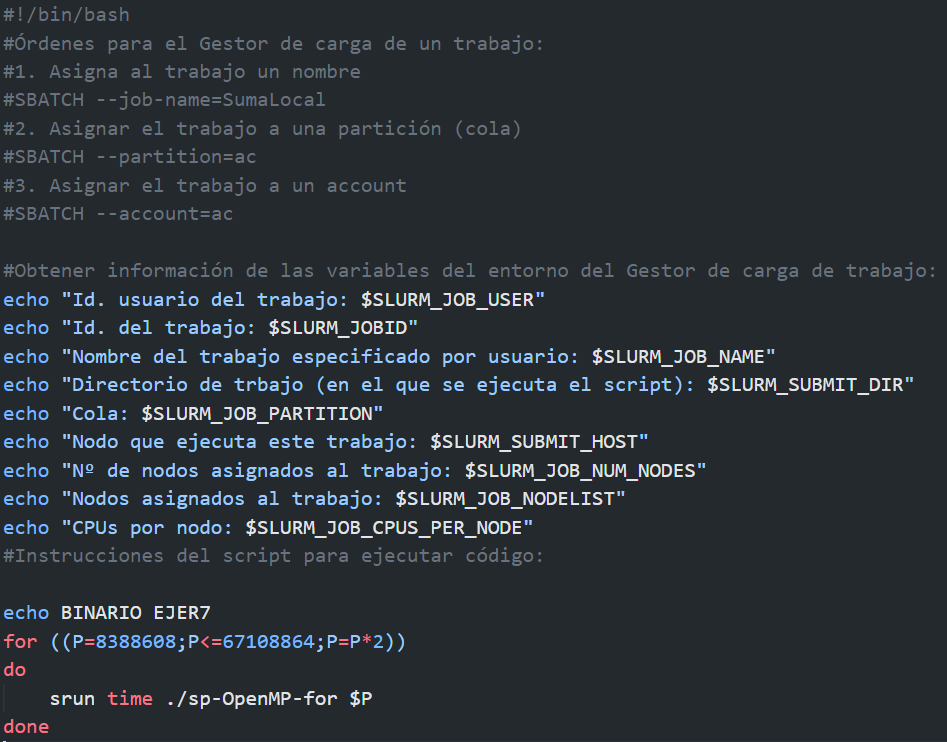 #!/bin/bash
#Órdenes para el Gestor de carga de un trabajo:
#1. Asigna al trabajo un nombre
#SBATCH --job-name=SumaLocal
#2. Asignar el trabajo a una partición (cola)
#SBATCH --partition=ac
#3. Asignar el trabajo a un account
#SBATCH --account=ac
#Obtener información de las variables del entorno del Gestor de carga de trabajo:
echo "Id. usuario del trabajo: $SLURM_JOB_USER"
echo "Id. del trabajo: $SLURM_JOBID"
echo "Nombre del trabajo especificado por usuario: $SLURM_JOB_NAME"
echo "Directorio de trbajo (en el que se ejecuta el script): $SLURM_SUBMIT_DIR"
echo "Cola: $SLURM_JOB_PARTITION"
echo "Nodo que ejecuta este trabajo: $SLURM_SUBMIT_HOST"
echo "Nº de nodos asignados al trabajo: $SLURM_JOB_NUM_NODES"
echo "Nodos asignados al trabajo: $SLURM_JOB_NODELIST"
echo "CPUs por nodo: $SLURM_JOB_CPUS_PER_NODE"
#Instrucciones del script para ejecutar código:
echo BINARIO EJER7
for ((P=8388608;P<=67108864;P=P*2))
do
    srun time ./sp-OpenMP-for $P
done